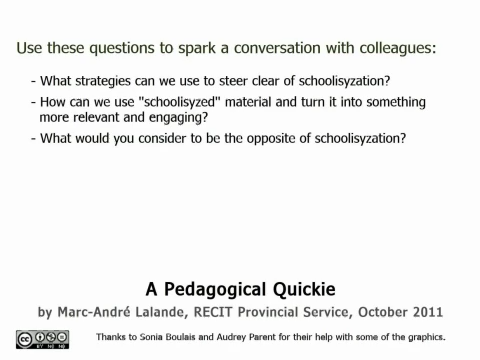 Use these questions to spark a conversation with colleagues:
- What strategies can we use to steer clear of schoolisyzation?
- How can we use "schoolisyzed" material and turn it into something
more relevant and engaging?
- What would you consider to be the opposite of schoolisyzation?
A Pedagogical Quickie
by Marc-André Lalande, RECIT Provincial Service, October 2011
Thanks to Sonia Boulais and Audrey Parent for their help with some of the graphics.